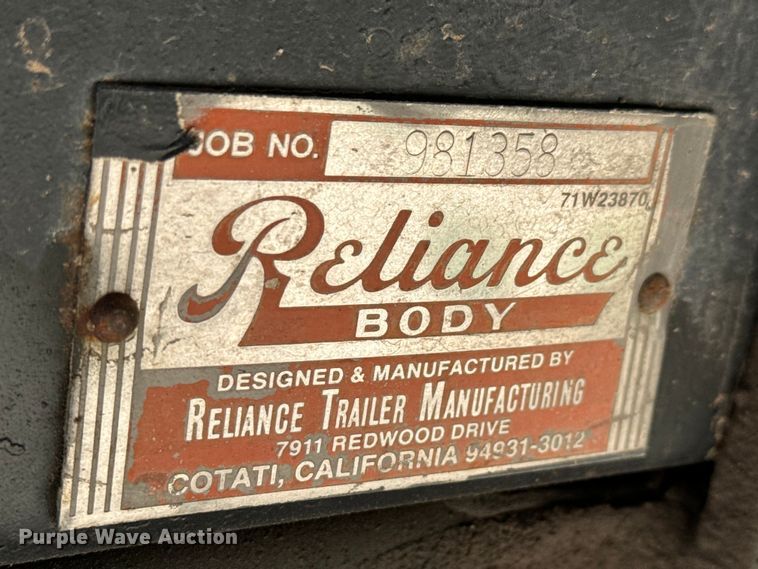 JOB NO. 981358
71W23870
Reliance
BODY
DESIGNED & MANUFACTURED BY
RELIANCE TRAILER MANUFACTURING
7911 REDWOOD DRIVE
COTATI, CALIFORNIA 94931-3012
Purple Wave Auction